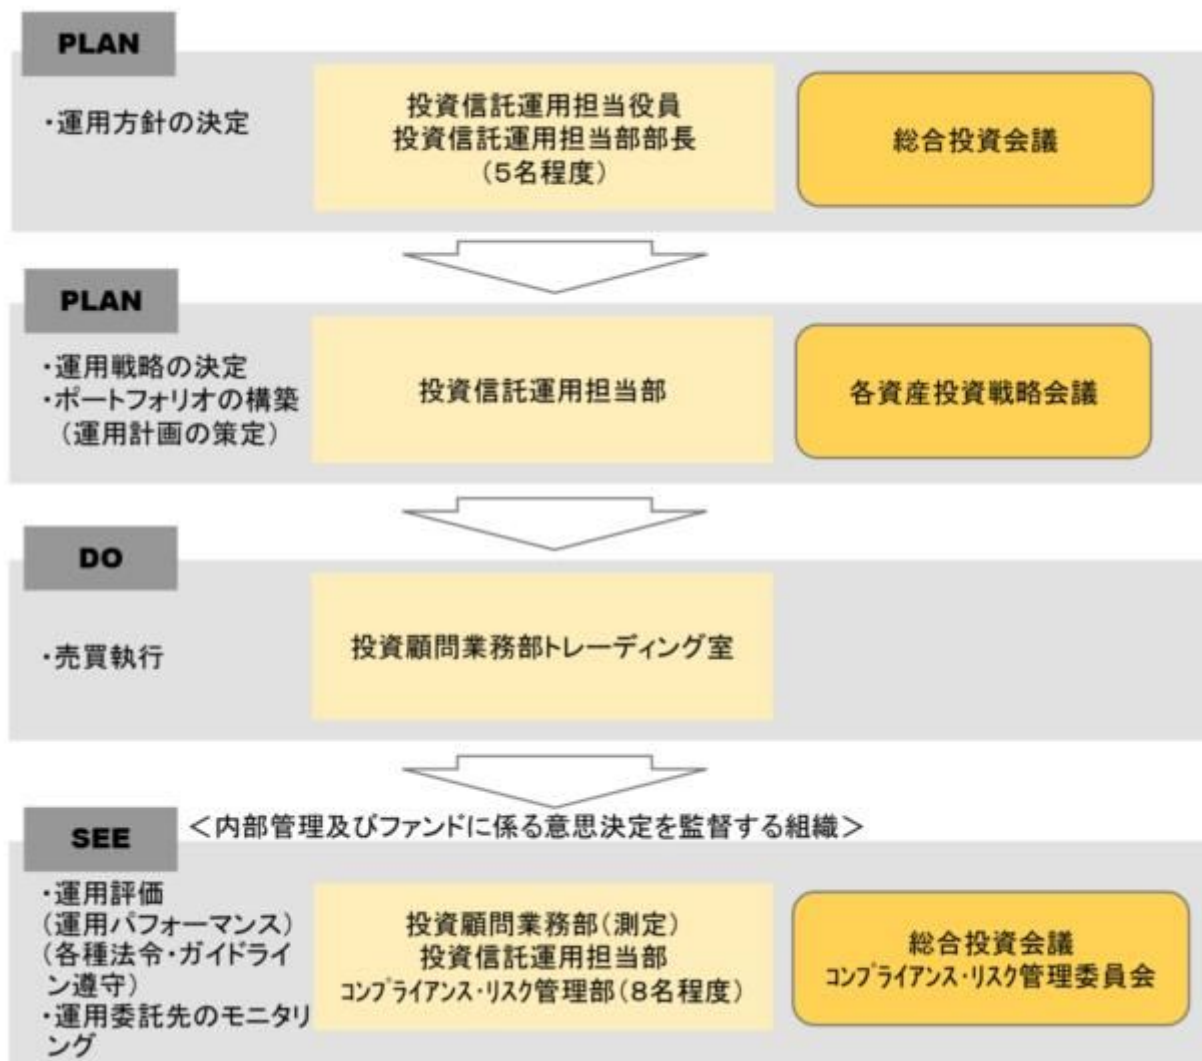 PLAN
・運用方針の決定
投資信託運用担当役員
投資信託運用担当部部長
(5名程度)
総合投資会議
PLAN
・運用戦略の決定
・ポートフォリオの構築
(運用計画の策定)
投資信託運用担当部
各資産投資戦略会議
DO
・売買執行
投資顧問業務部トレーディング室
SEE
<内部管理及びファンドに係る意思決定を監督する組織>
・運用評価
(運用パフォーマンス)
(各種法令・ガイドライ
ン遵守)
・運用委託先のモニタリ
ング
投資顧問業務部(測定)
投資信託運用担当部
コンプライアンス・リスク管理部(8名程度)
総合投資会議
コンプライアンス・リスク管理委員会